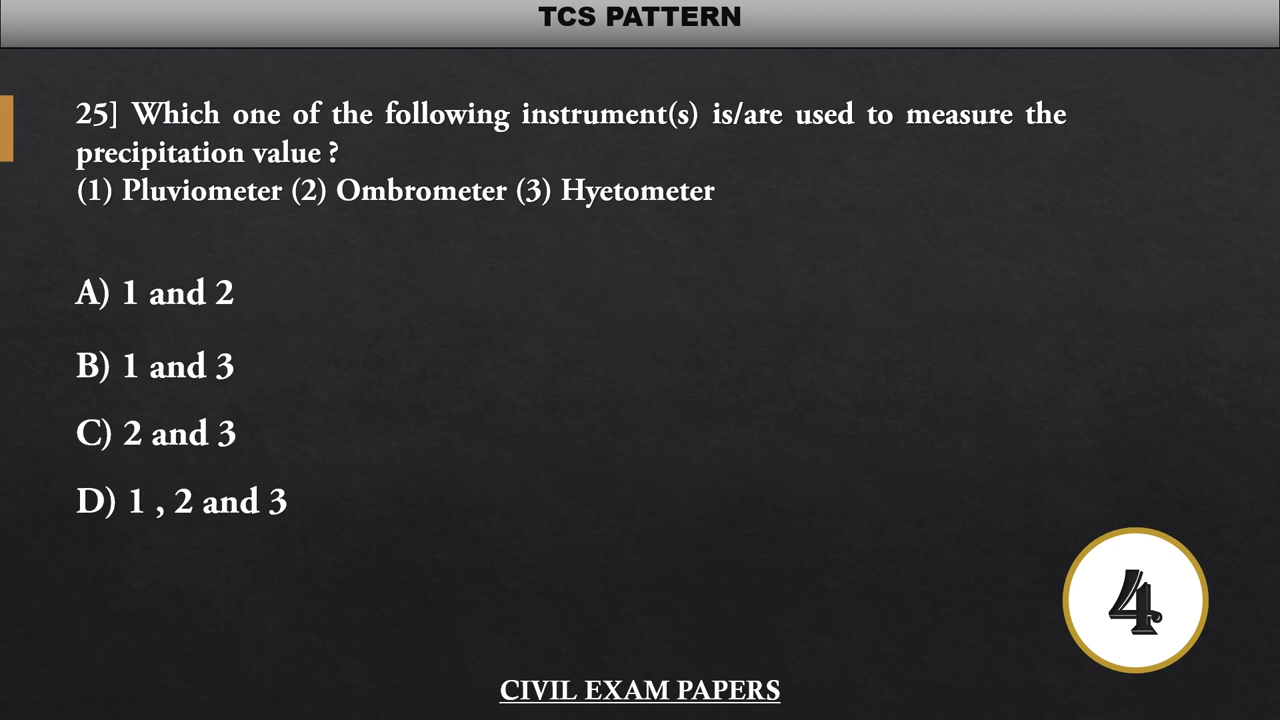 TCS PATTERN
25] Which one of the following instrument(s) is/are used to measure the
precipitation value ?
(1) Pluviometer (2) Ombrometer (3) Hyetometer
A) 1 and 2
B) 1 and 3
C) 2 and 3
D) 1 , 2 and 3
4
CIVIL EXAM PAPERS